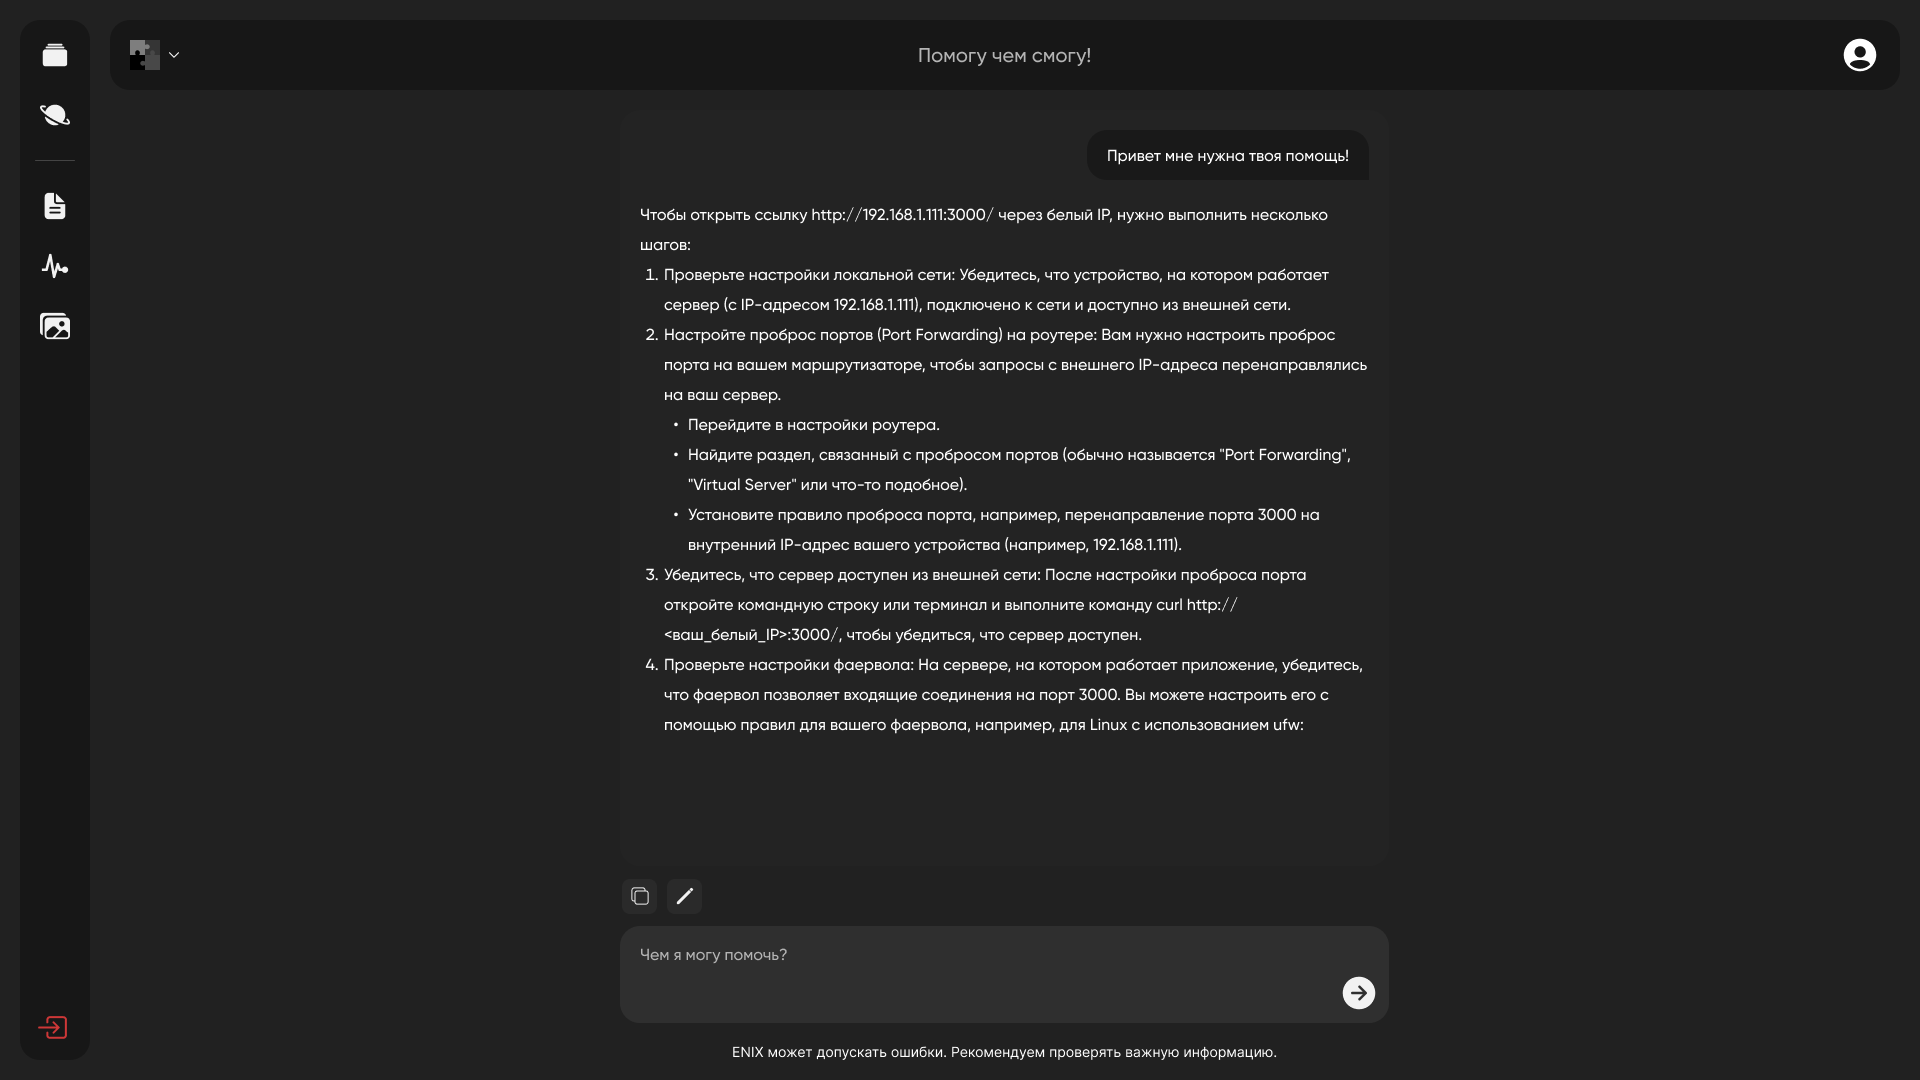 Помогу чем смогу!
Привет мне нужна твоя помощь!
Чтобы открыть ссылку http://192.168.1.111:3000/ через белый IP, нужно выполнить несколько
шагов:
1. Проверьте настройки локальной сети: Убедитесь, что устройство, на котором работает
сервер (с IP-адресом 192.168.1.111), подключено к сети и доступно из внешней сети.
2. Настройте проброс портов (Port Forwarding) на роутере: Вам нужно настроить проброс
порта на вашем маршрутизаторе, чтобы запросы с внешнего IP-адреса перенаправлялись
на ваш сервер.
• Перейдите в настройки роутера.
• Найдите раздел, связанный с пробросом портов (обычно называется "Port Forwarding",
"Virtual Server" или что-то подобное).
• Установите правило проброса порта, например, перенаправление порта 3000 на
внутренний IP-адрес вашего устройства (например, 192.168.1.111).
3. Убедитесь, что сервер доступен из внешней сети: После настройки проброса порта
откройте командную строку или терминал и выполните команду curl http://
<ваш_белый_IP>:3000/, чтобы убедиться, что сервер доступен.
4. Проверьте настройки фаервола: На сервере, на котором работает приложение, убедитесь,
что фаервол позволяет входящие соединения на порт 3000. Вы можете настроить его с
помощью правил для вашего фаервола, например, для Linux с использованием ufw:
Чем я могу помочь?
ENIX может допускать ошибки. Рекомендуем проверять важную информацию.